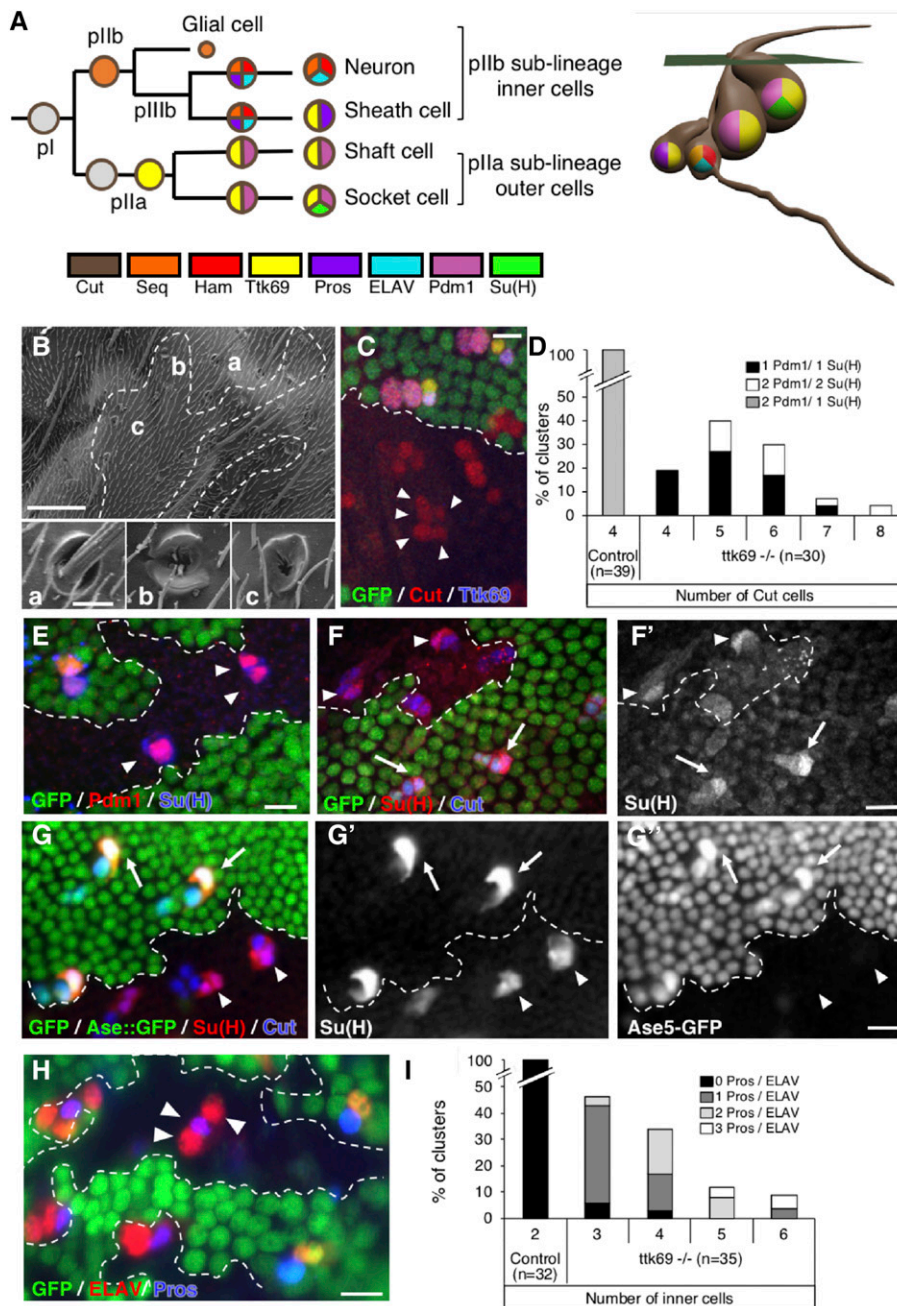 A
pI
pIIb
pIIa
pIIIb
Glial cell
Neuron
Sheath cell
Shaft cell
Socket cell
pIIb sub-lineage
inner cells
pIIa sub-lineage
outer cells
Cut
Seq
Ham
Ttk69
Pros
ELAV
Pdm1
Su(H)
B
b
a
c
a
b
c
C
GFP / Cut / Ttk69
D
% of clusters
100
40
30
20
10
0
1 Pdm1/ 1 Su(H)
2 Pdm1/ 2 Su(H)
2 Pdm1/ 1 Su(H)
4 4 5 6 7 8
Control
(n=39)
ttk69 -/- (n=30)
Number of Cut cells
E
GFP / Pdm1 / Su(H)
F
GFP / Su(H) / Cut
F'
Su(H)
G
GFP / Ase::GFP / Su(H) / Cut
G'
Su(H)
G''
Ase5-GFP
H
GFP / ELAV/ Pros
I
% of clusters
100
50
40
30
20
10
0
0 Pros / ELAV
1 Pros / ELAV
2 Pros / ELAV
3 Pros / ELAV
2 3 4 5 6
Control
(n=32)
ttk69 -/- (n=35)
Number of inner cells